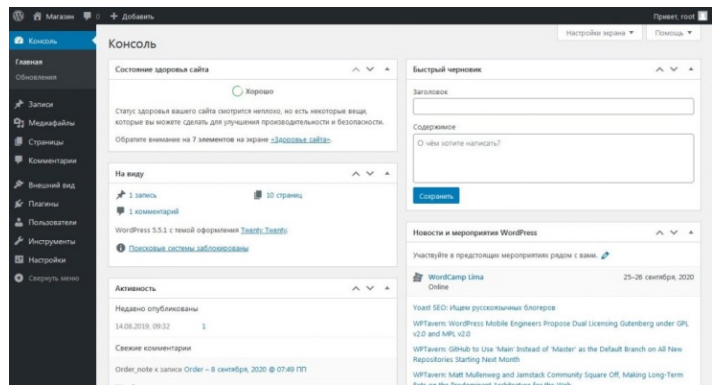 Магазин 0 + Добавить
Привет, root
Консоль
Главная
Обновления
Записи
Медиафайлы
Страницы
Комментарии
Внешний вид
Плагины
Пользователи
Инструменты
Настройки
Свернуть меню
Настройки экрана ▼ Помощь ▼
Консоль
Состояние здоровья сайта
Хорошо
Статус здоровья вашего сайта смотрится неплохо, но есть некоторые вещи,
которые вы можете сделать для улучшения производительности и безопасности.
Обратите внимание на 7 элементов на экране «Здоровье сайта».
На виду
1 запись 10 страниц
1 комментарий
WordPress 5.5.1 с темой оформления Twenty Twenty.
Поисковые системы заблокированы
Активность
Недавно опубликованы
14.08.2019, 09:32 1
Свежие комментарии
Order_note к записи Order – 8 сентября, 2020 @ 07:49 ПП
Быстрый черновик
Заголовок
Содержимое
О чём хотите написать?
Сохранить
Новости и мероприятия WordPress
Участвуйте в предстоящих мероприятиях рядом с вами.
WordCamp Lima 25–26 сентября, 2020
Online
Yoast SEO: Ищем русскоязычных блогеров
WPTavern: WordPress Mobile Engineers Propose Dual Licensing Gutenberg under GPL
v2.0 and MPL v2.0
WPTavern: GitHub to Use 'Main' Instead of 'Master' as the Default Branch on All New
Repositories Starting Next Month
WPTavern: Matt Mullenweg and Jamstack Community Square Off, Making Long-Term